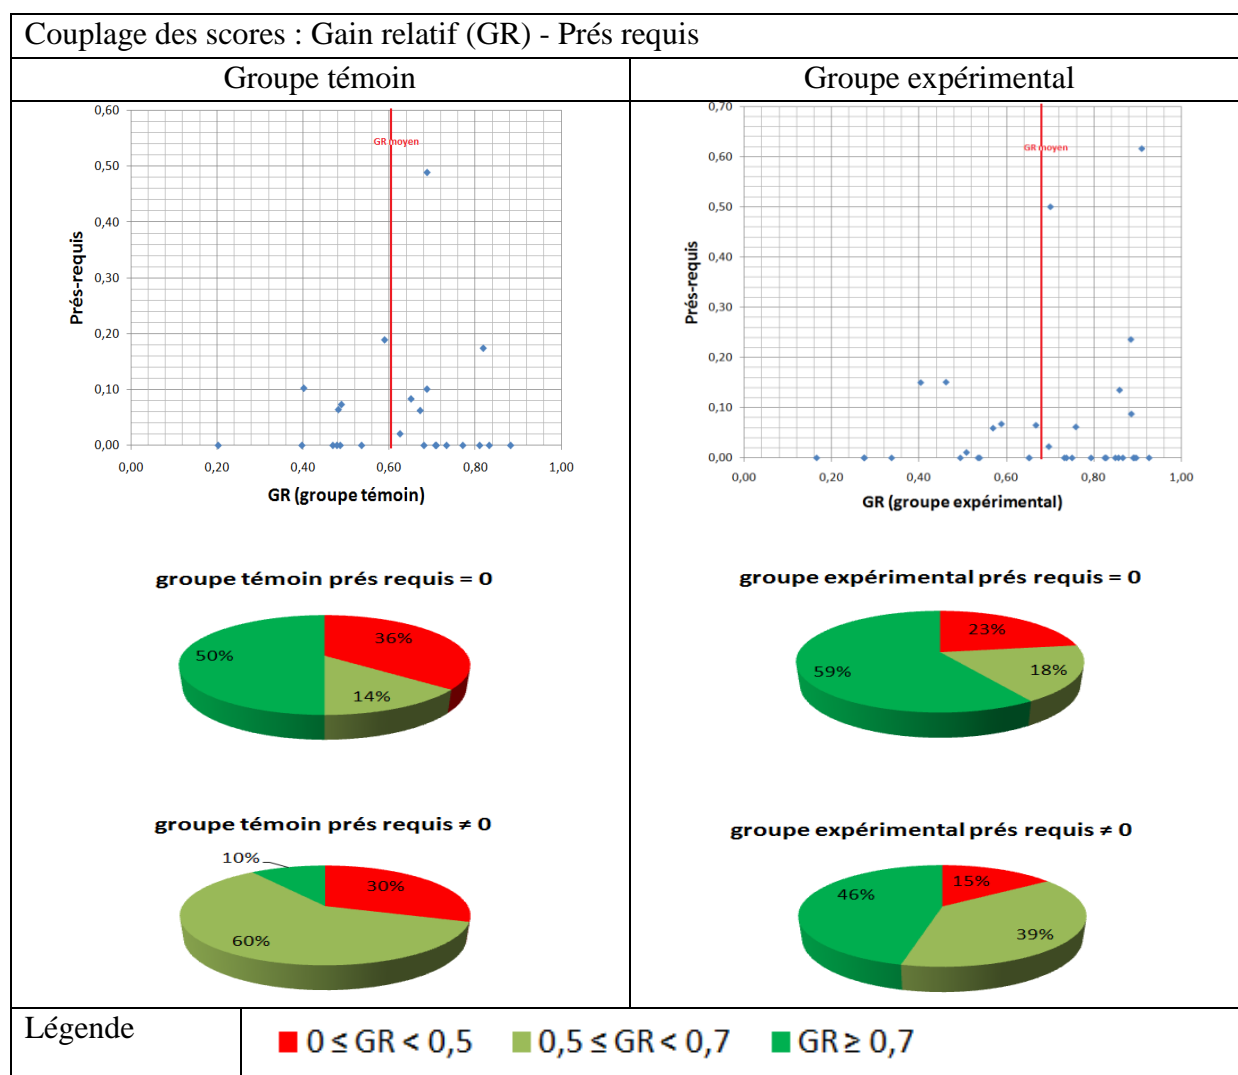 Couplage des scores : Gain relatif (GR) - Prés requis
Groupe témoin
Groupe expérimental
0,60
0,50
0,40
0,30
0,20
0,10
0,00
Prés-requis
GR moyen
0,00 0,20 0,40 0,60 0,80 1,00
GR (groupe témoin)
0,70
0,60
0,50
0,40
0,30
0,20
0,10
0,00
Prés-requis
GR moyen
0,00 0,20 0,40 0,60 0,80 1,00
GR (groupe expérimental)
groupe témoin prés requis = 0
36%
50%
14%
groupe expérimental prés requis = 0
23%
59%
18%
groupe témoin prés requis ≠ 0
10%
30%
60%
groupe expérimental prés requis ≠ 0
15%
46%
39%
Légende
0 ≤ GR < 0,5 0,5 ≤ GR < 0,7 GR ≥ 0,7